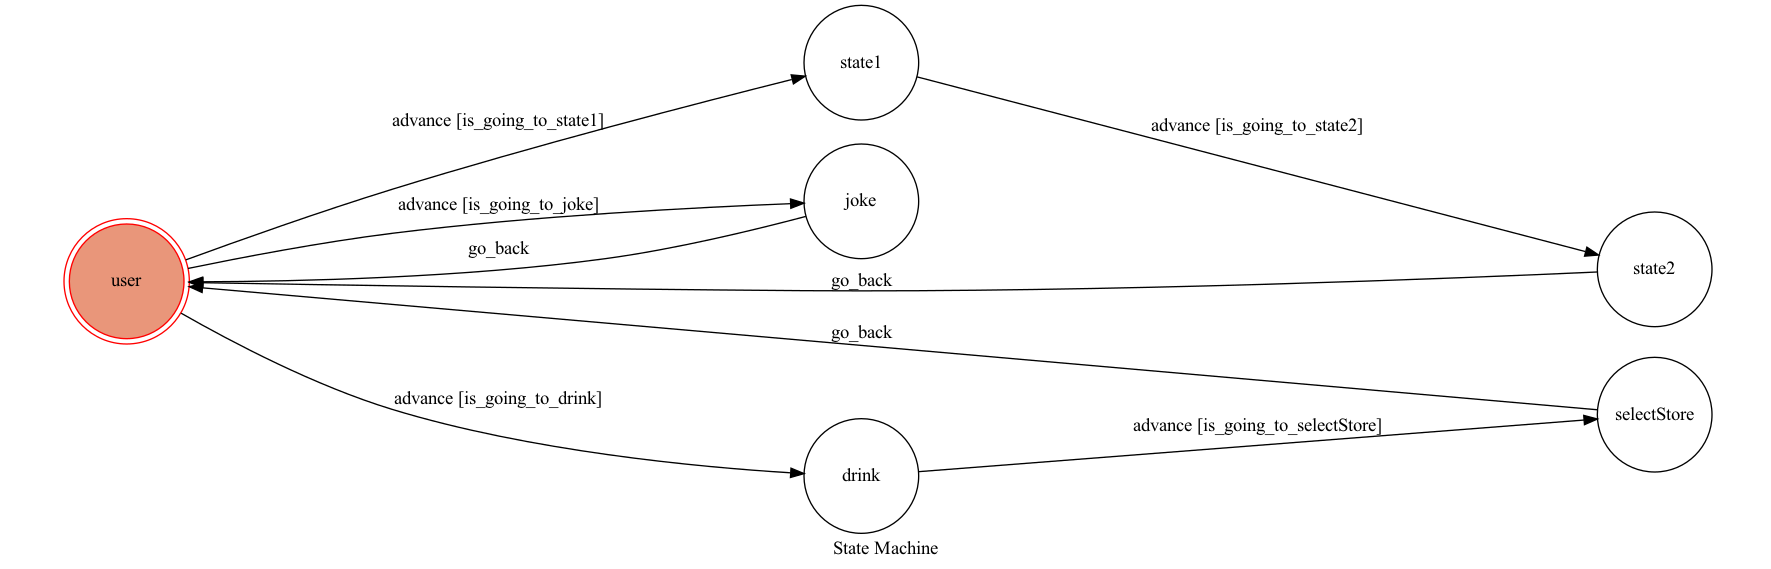 state1
advance [is_going_to_state1]
advance [is_going_to_state2]
joke
advance [is_going_to_joke]
go_back
user
go_back
state2
go_back
advance [is_going_to_drink]
selectStore
advance [is_going_to_selectStore]
drink
State Machine